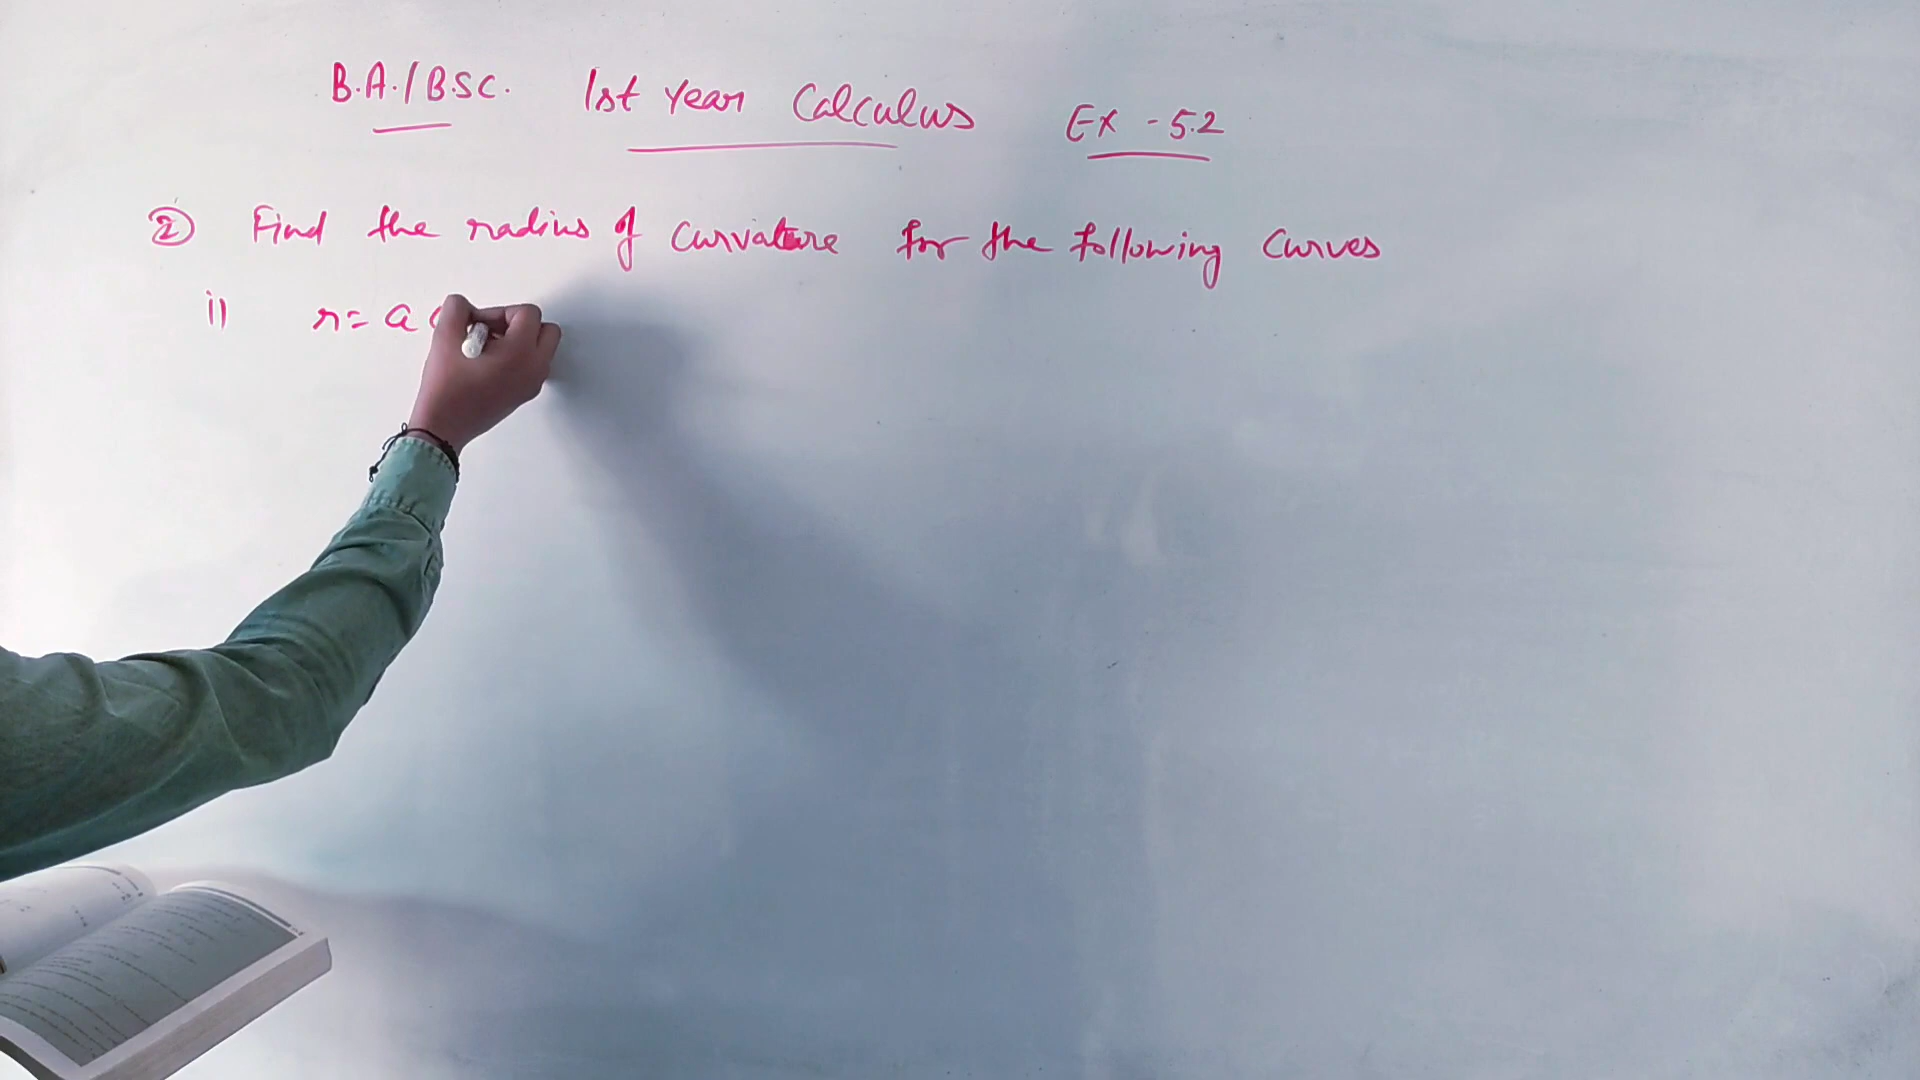 B.A./B.SC. 1st Year Calculus Ex - 5.2
② Find the radius of curvature for the following curves
i) r = a (